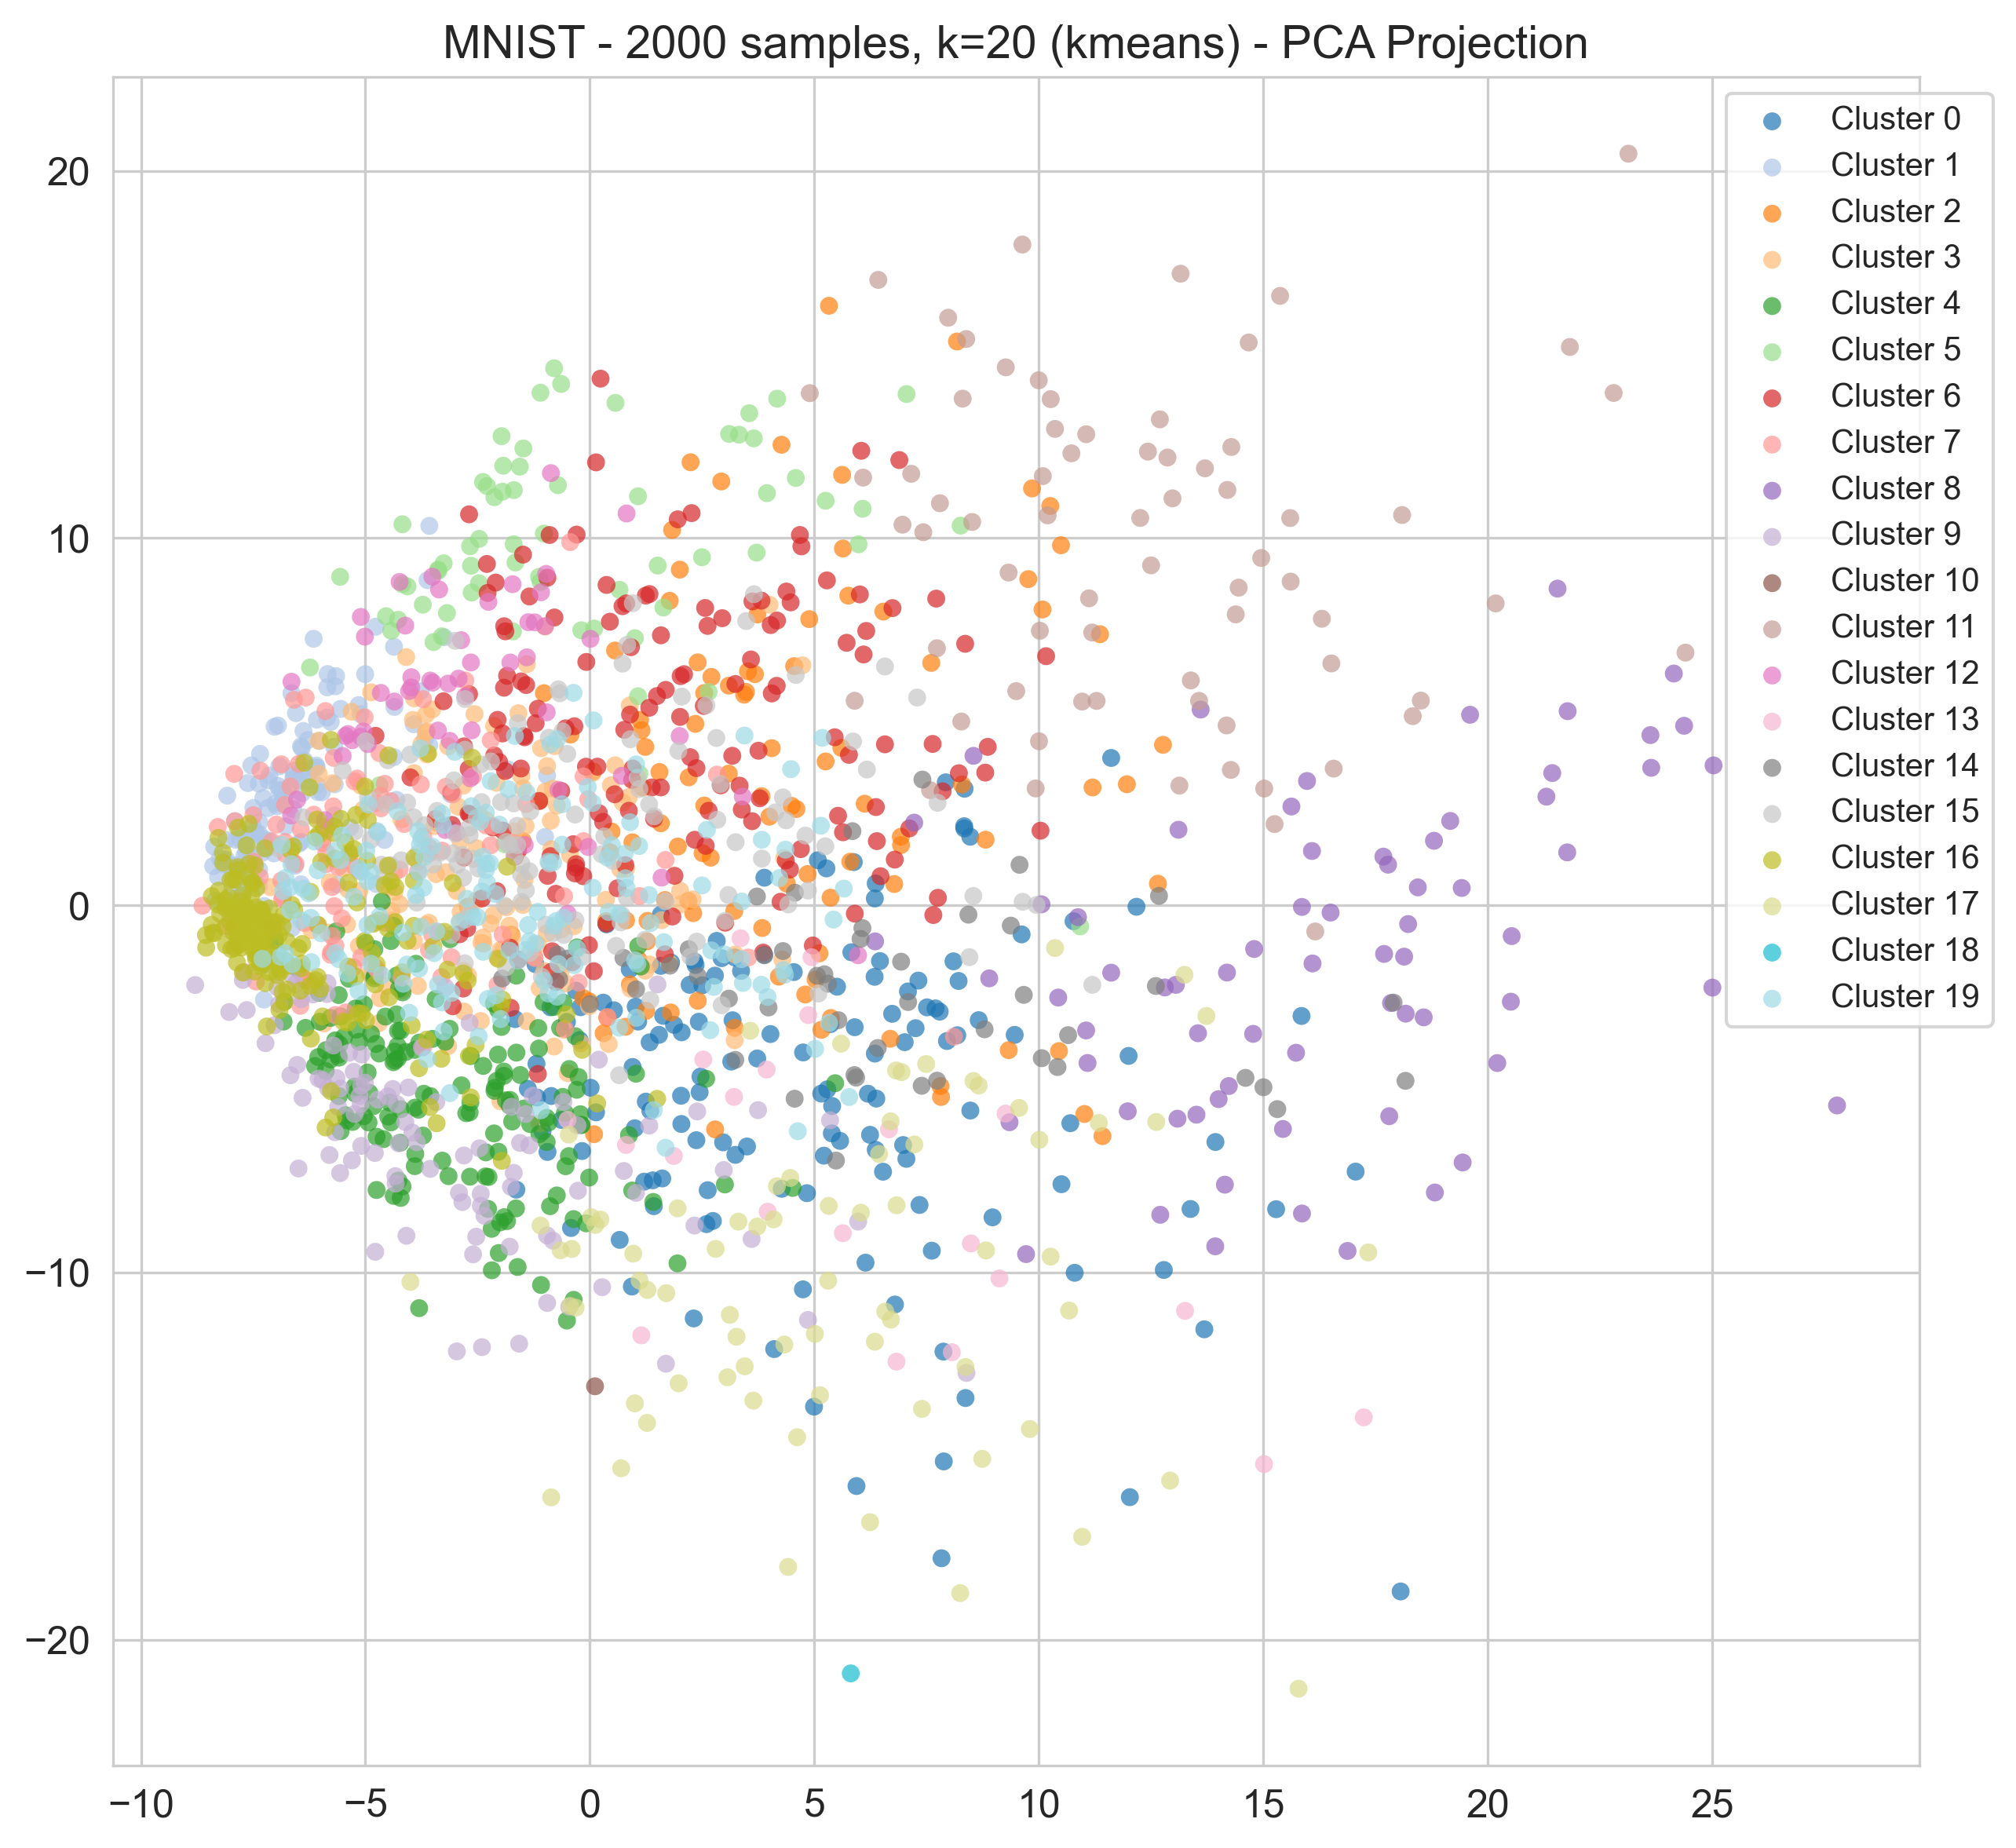 MNIST - 2000 samples, k=20 (kmeans) - PCA Projection
Cluster 0
Cluster 1
Cluster 2
Cluster 3
Cluster 4
Cluster 5
Cluster 6
Cluster 7
Cluster 8
Cluster 9
Cluster 10
Cluster 11
Cluster 12
Cluster 13
Cluster 14
Cluster 15
Cluster 16
Cluster 17
Cluster 18
Cluster 19
20
10
0
−10
−20
−10 −5 0 5 10 15 20 25